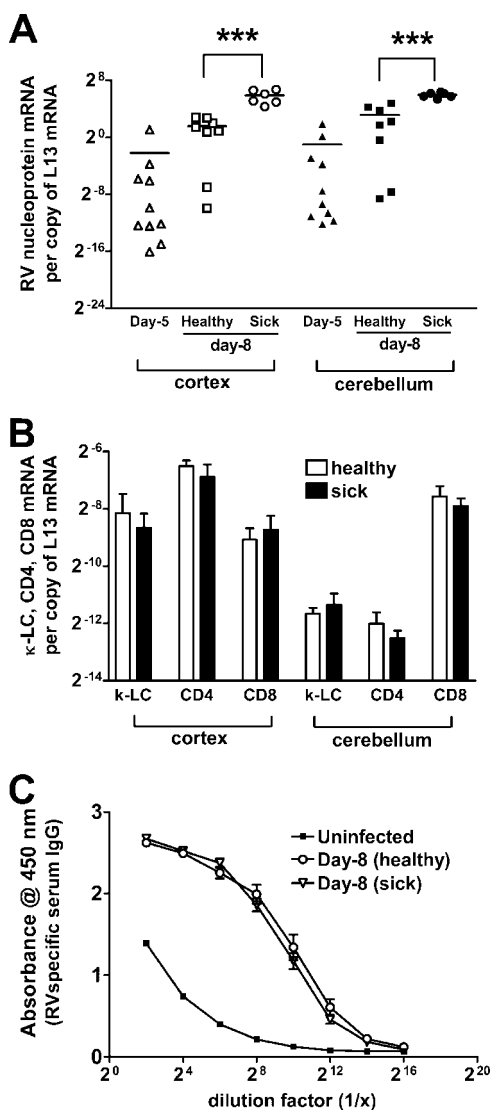 A
***
***
RV nucleoprotein mRNA
per copy of L13 mRNA
2^8
2^0
2^-8
2^-16
2^-24
Day-5 Healthy Sick Day-5 Healthy Sick
day-8 day-8
cortex cerebellum
B
κ-LC, CD4, CD8 mRNA
per copy of L13 mRNA
2^-6
2^-8
2^-10
2^-12
2^-14
healthy
sick
k-LC CD4 CD8 k-LC CD4 CD8
cortex cerebellum
C
Absorbance @ 450 nm
(RVspecific serum IgG)
3
2
1
0
Uninfected
Day-8 (healthy)
Day-8 (sick)
2^0 2^4 2^8 2^12 2^16 2^20
dilution factor (1/x)